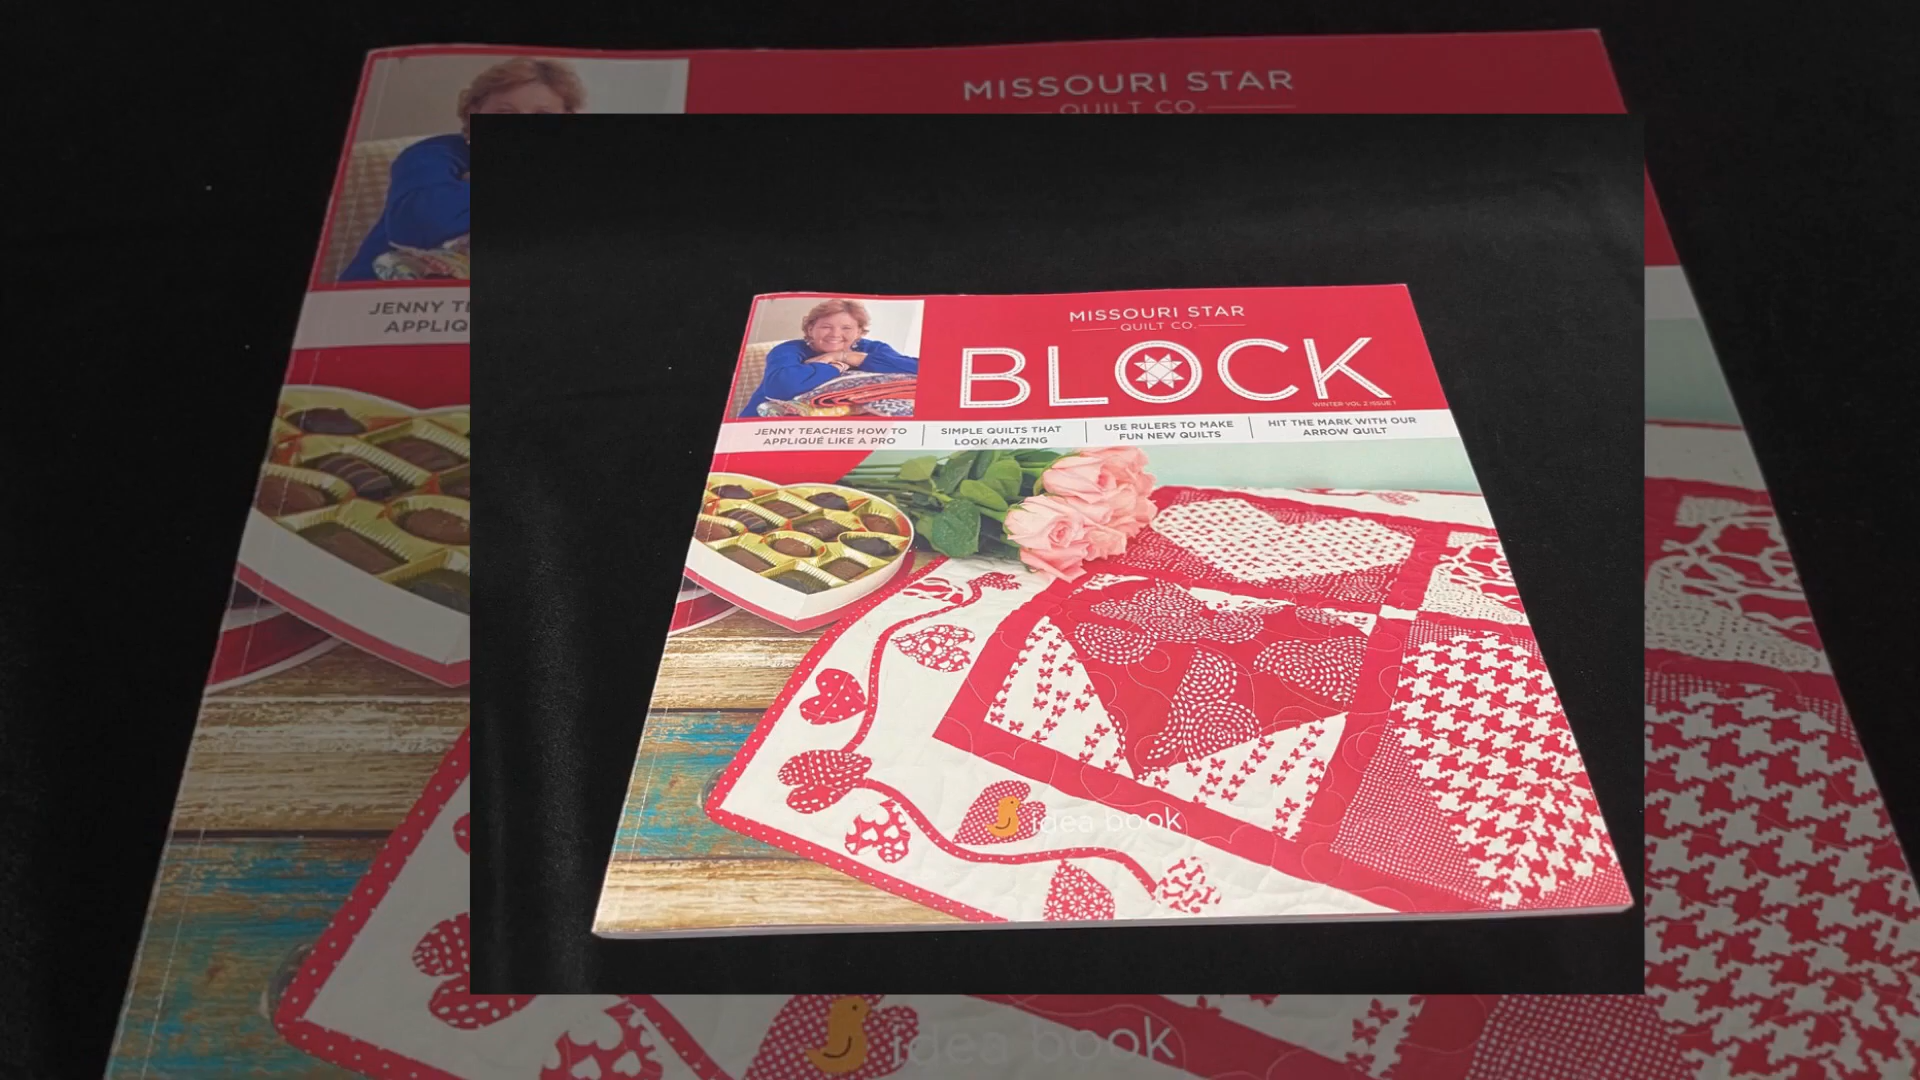 MISSOURI STAR
QUILT CO.
JENNY TE
APPLIQ
MISSOURI STAR
QUILT CO.
BLOCK
WINTER VOL 2 ISSUE 1
JENNY TEACHES HOW TO
APPLIQUÉ LIKE A PRO
SIMPLE QUILTS THAT
LOOK AMAZING
USE RULERS TO MAKE
FUN NEW QUILTS
HIT THE MARK WITH OUR
ARROW QUILT
idea book
idea book